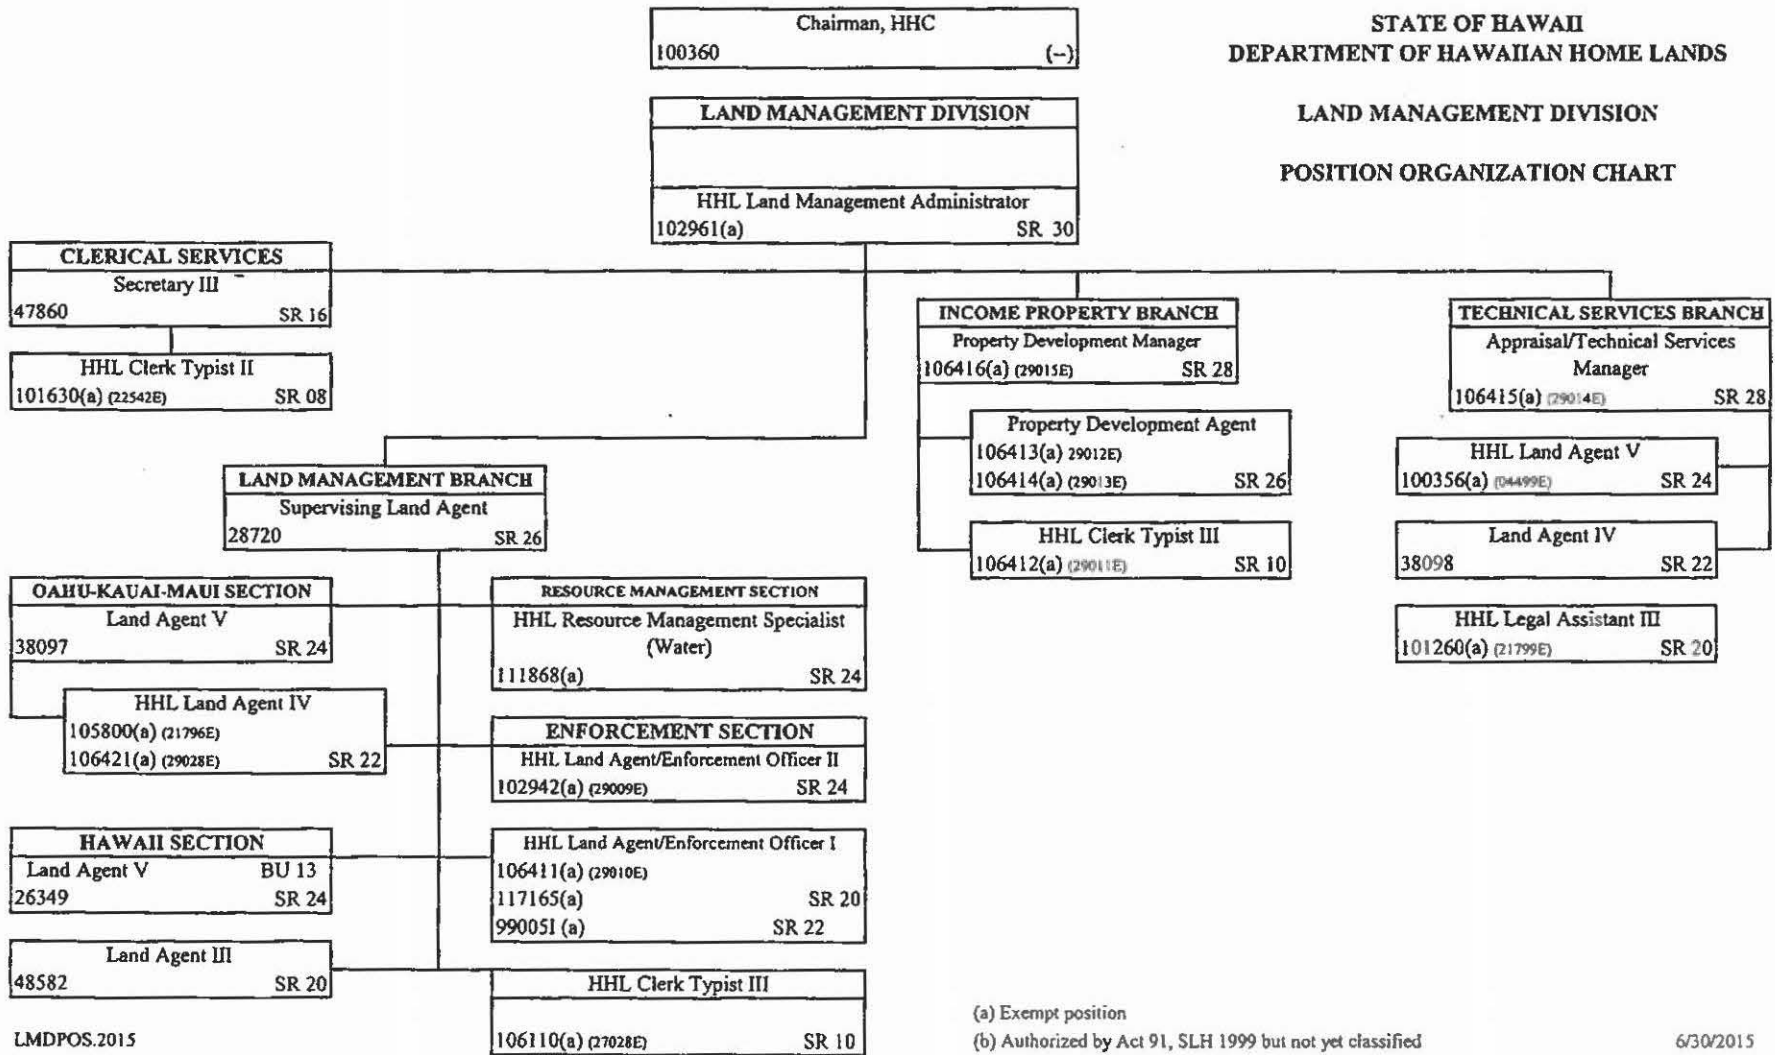 Chairman, HHC
100360 (--)
STATE OF HAWAII
DEPARTMENT OF HAWAIIAN HOME LANDS
LAND MANAGEMENT DIVISION
POSITION ORGANIZATION CHART
LAND MANAGEMENT DIVISION
HHL Land Management Administrator
102961(a) SR 30
CLERICAL SERVICES
Secretary III
47860 SR 16
HHL Clerk Typist II
101630(a) (22542E) SR 08
INCOME PROPERTY BRANCH
Property Development Manager
106416(a) (29015E) SR 28
Property Development Agent
106413(a) 29012E)
106414(a) (29013E) SR 26
HHL Clerk Typist III
106412(a) (29011E) SR 10
TECHNICAL SERVICES BRANCH
Appraisal/Technical Services
Manager
106415(a) (29014E) SR 28
HHL Land Agent V
100356(a) (04499E) SR 24
Land Agent IV
38098 SR 22
HHL Legal Assistant III
101260(a) (21799E) SR 20
LAND MANAGEMENT BRANCH
Supervising Land Agent
28720 SR 26
OAHU-KAUAI-MAUI SECTION
Land Agent V
38097 SR 24
HHL Land Agent IV
105800(a) (21796E)
106421(a) (29028E) SR 22
HAWAII SECTION
Land Agent V BU 13
26349 SR 24
Land Agent III
48582 SR 20
RESOURCE MANAGEMENT SECTION
HHL Resource Management Specialist
(Water)
111868(a) SR 24
ENFORCEMENT SECTION
HHL Land Agent/Enforcement Officer II
102942(a) (29009E) SR 24
HHL Land Agent/Enforcement Officer I
106411(a) (29010E)
117165(a) SR 20
99005I (a) SR 22
HHL Clerk Typist III
106110(a) (27028E) SR 10
(a) Exempt position
(b) Authorized by Act 91, SLH 1999 but not yet classified
LMDPOS.2015
6/30/2015